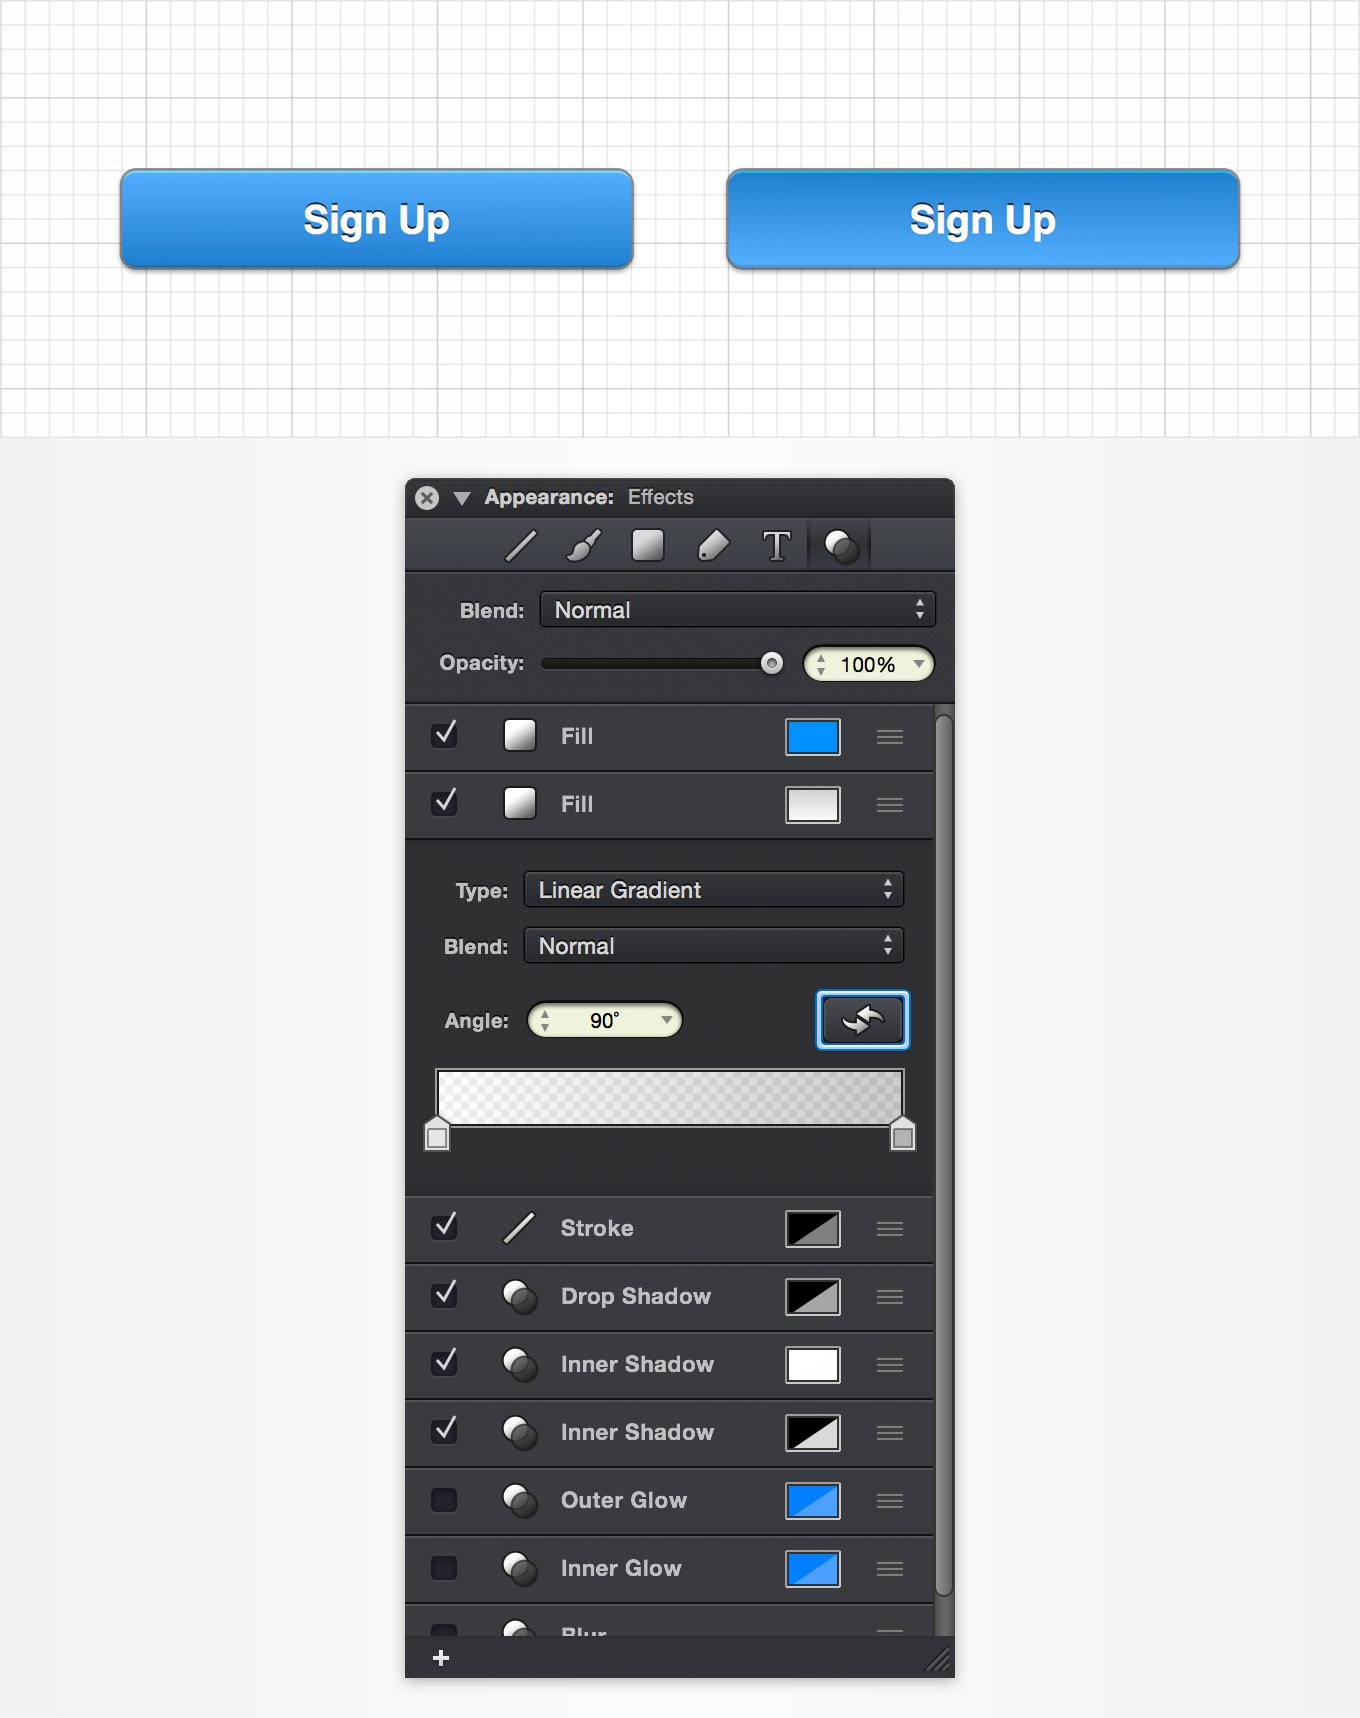 Sign Up
Sign Up
Appearance: Effects
T
Blend: Normal
Opacity: 100%
Fill
Fill
Type: Linear Gradient
Blend: Normal
Angle: 90°
Stroke
Drop Shadow
Inner Shadow
Inner Shadow
Outer Glow
Inner Glow
Blur